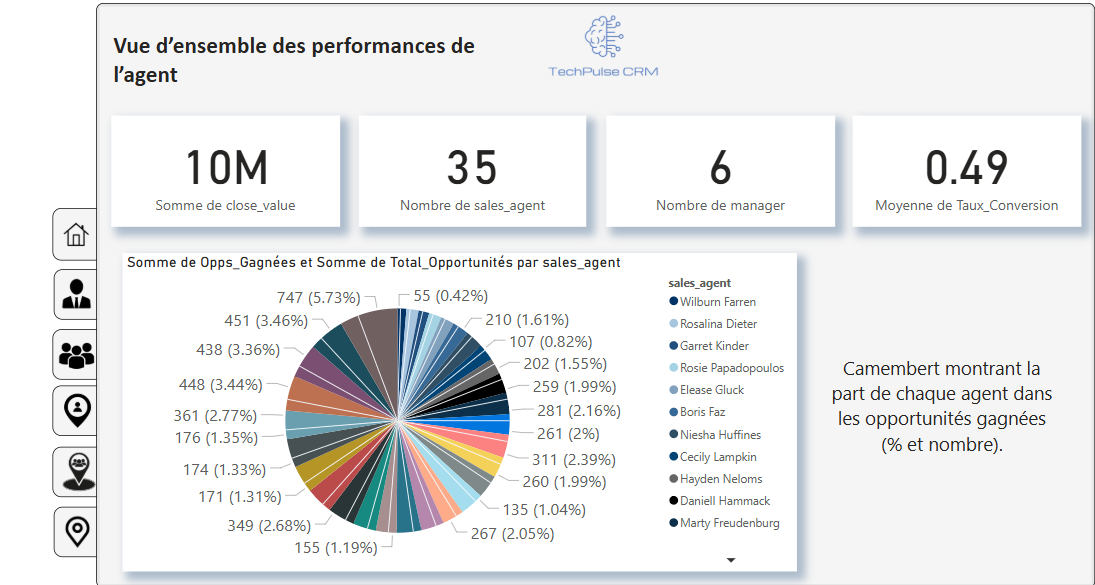 Vue d’ensemble des performances de
l’agent
TechPulse CRM
10M
Somme de close_value
35
Nombre de sales_agent
6
Nombre de manager
0.49
Moyenne de Taux_Conversion
Somme de Opps_Gagnées et Somme de Total_Opportunités par sales_agent
747 (5.73%)
55 (0.42%)
451 (3.46%)
210 (1.61%)
438 (3.36%)
107 (0.82%)
448 (3.44%)
202 (1.55%)
259 (1.99%)
361 (2.77%)
281 (2.16%)
176 (1.35%)
261 (2%)
174 (1.33%)
311 (2.39%)
171 (1.31%)
260 (1.99%)
349 (2.68%)
135 (1.04%)
155 (1.19%)
267 (2.05%)
sales_agent
Wilburn Farren
Rosalina Dieter
Garret Kinder
Rosie Papadopoulos
Elease Gluck
Boris Faz
Niesha Huffines
Cecily Lampkin
Hayden Neloms
Daniell Hammack
Marty Freudenburg
Camembert montrant la
part de chaque agent dans
les opportunités gagnées
(% et nombre).